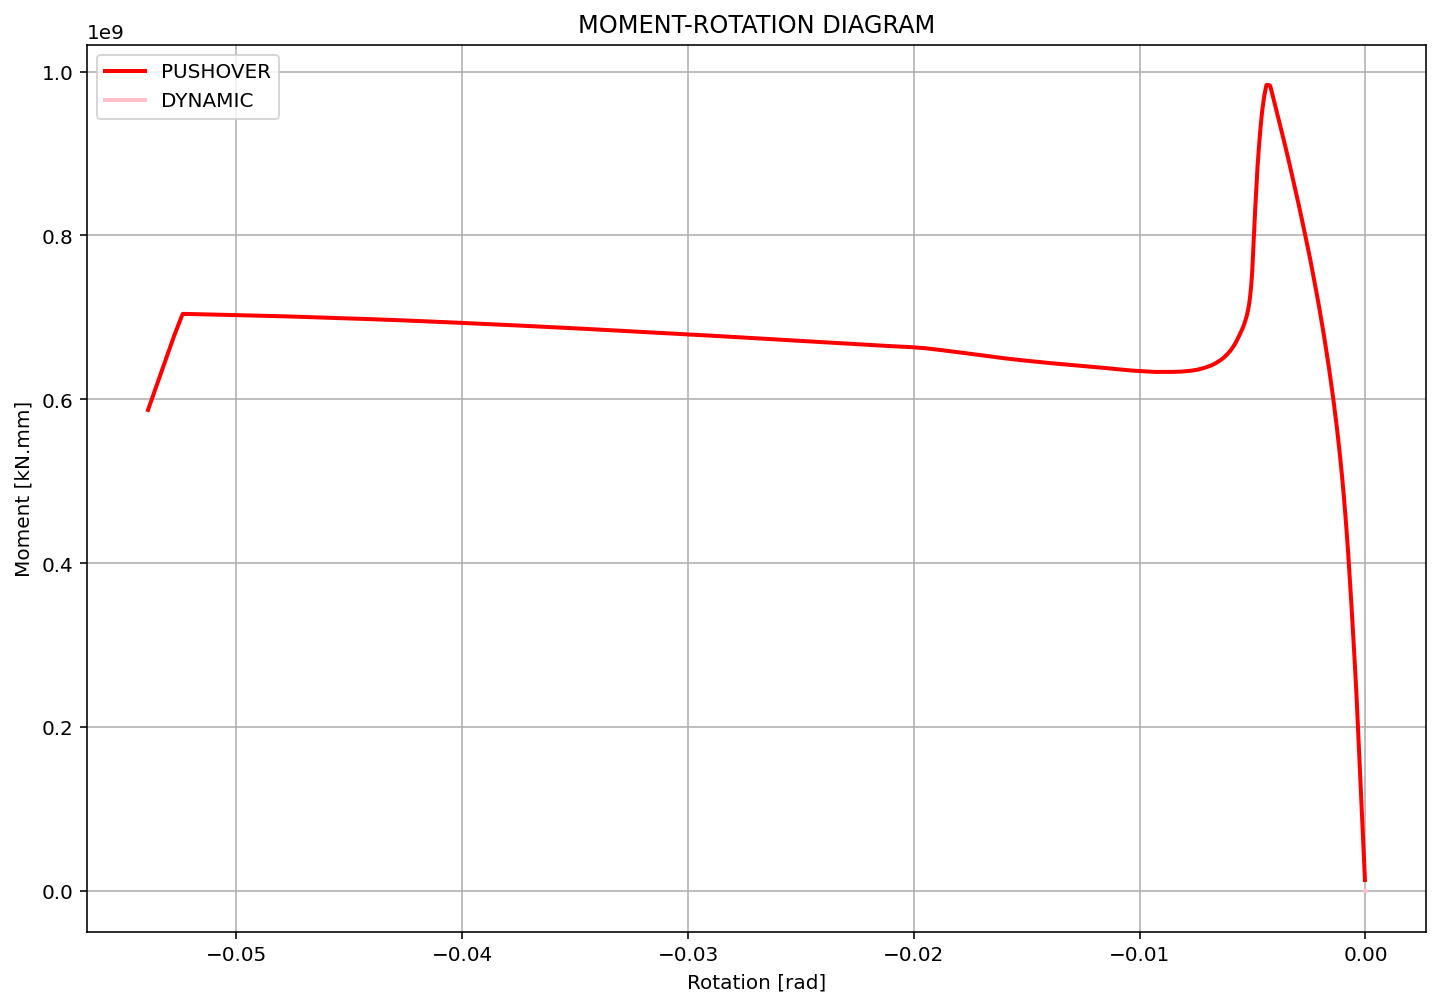 MOMENT-ROTATION DIAGRAM
1e9
PUSHOVER
DYNAMIC
1.0
0.8
0.6
0.4
0.2
0.0
Moment [kN.mm]
−0.05 −0.04 −0.03 −0.02 −0.01 0.00
Rotation [rad]